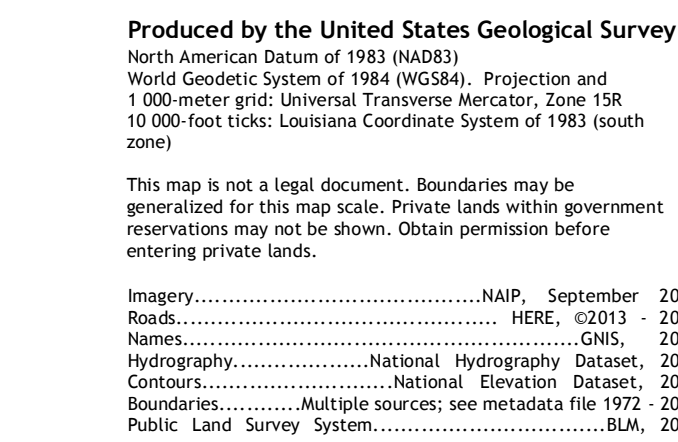 Produced by the United States Geological Survey
North American Datum of 1983 (NAD83)
World Geodetic System of 1984 (WGS84). Projection and
1 000-meter grid: Universal Transverse Mercator, Zone 15R
10 000-foot ticks: Louisiana Coordinate System of 1983 (south
zone)
This map is not a legal document. Boundaries may be
generalized for this map scale. Private lands within government
reservations may not be shown. Obtain permission before
entering private lands.
Imagery..........................................NAIP, September 20
Roads............................................... HERE, ©2013 - 20
Names..........................................................GNIS, 20
Hydrography....................National Hydrography Dataset, 20
Contours............................National Elevation Dataset, 20
Boundaries............Multiple sources; see metadata file 1972 - 20
Public Land Survey System..................................BLM, 20